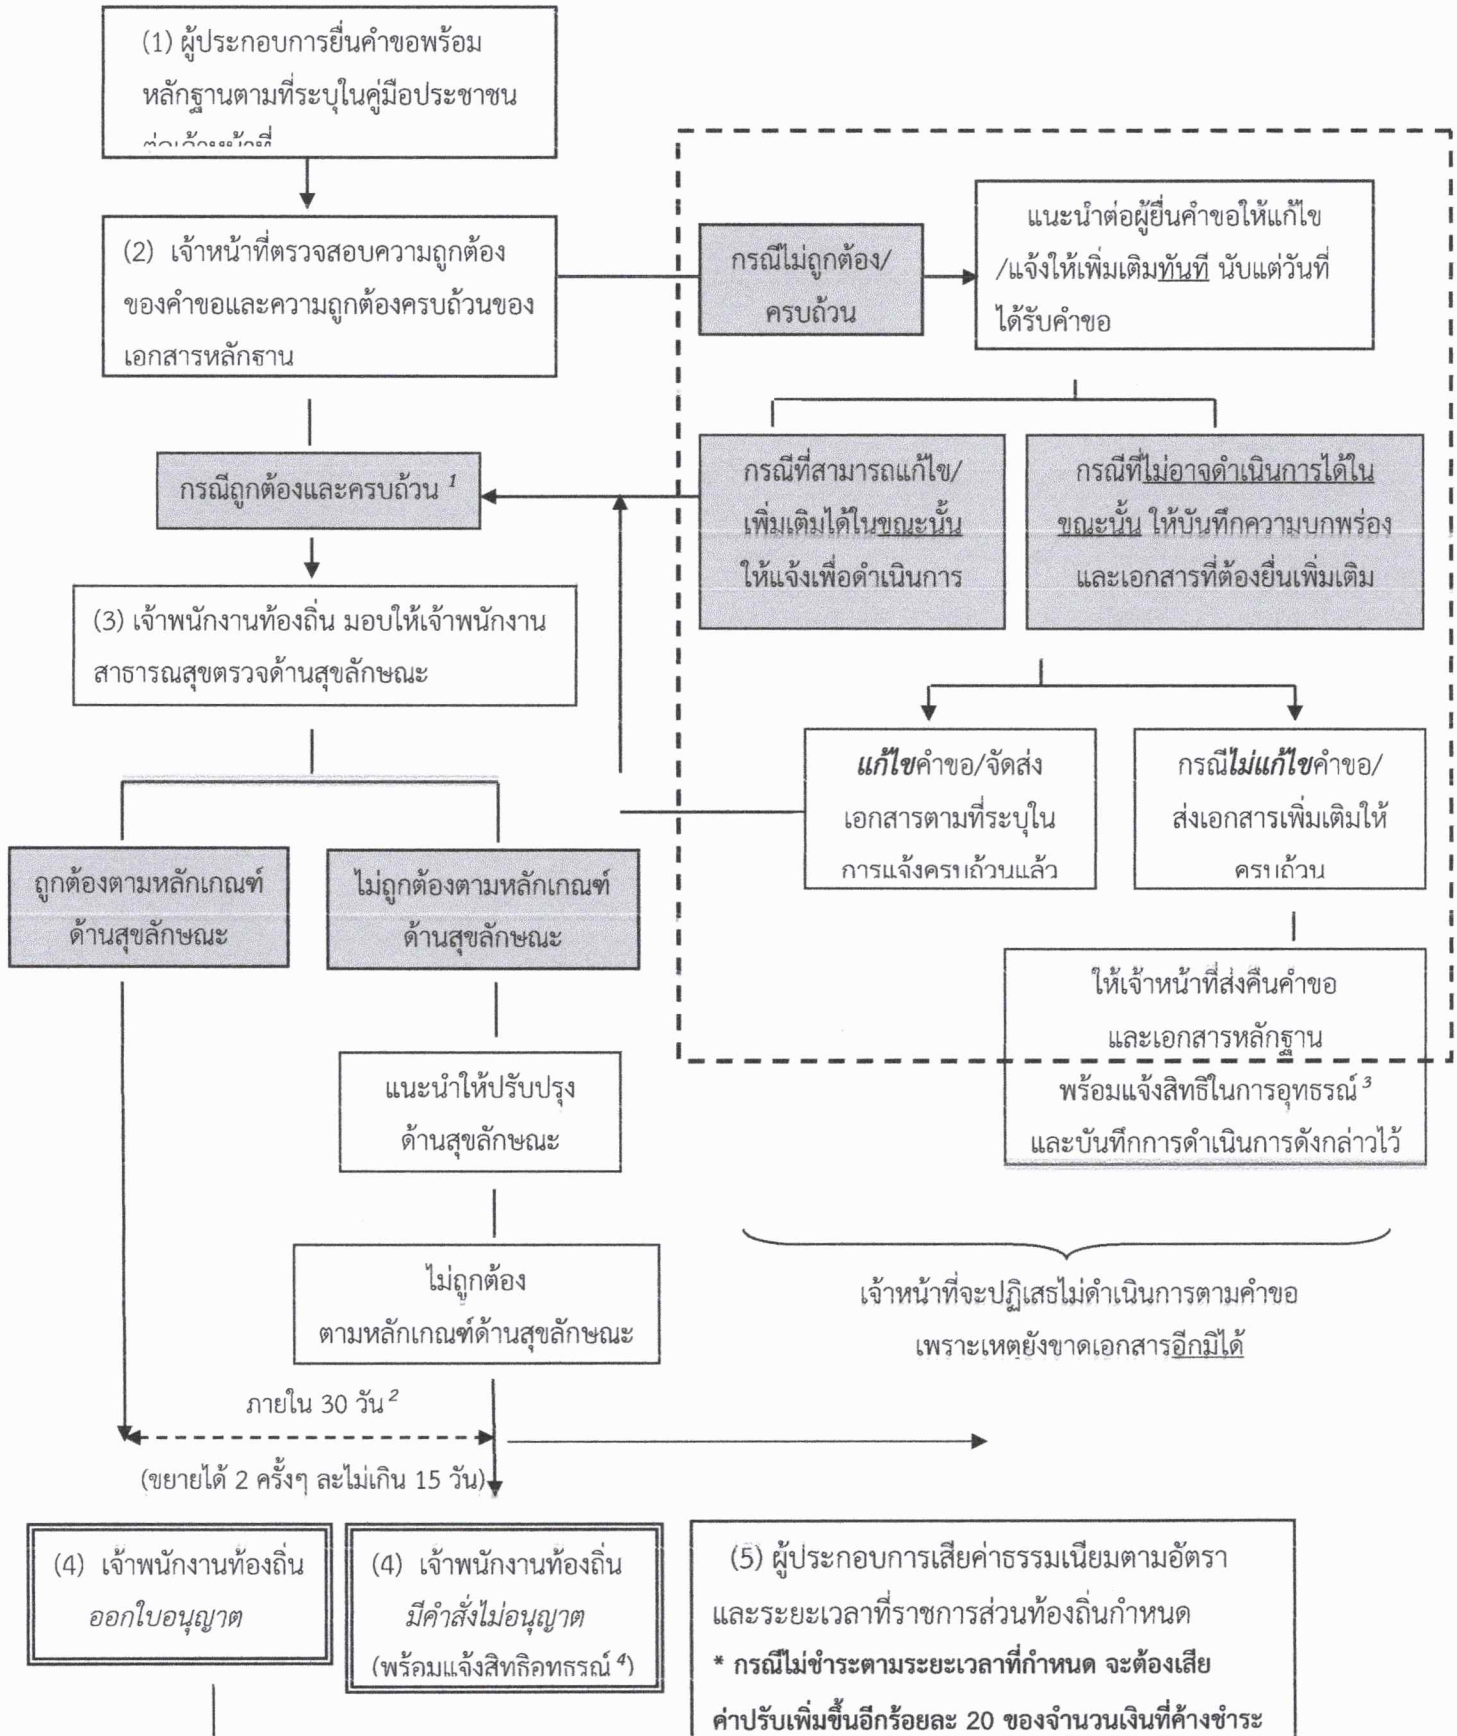 (1) ผู้ประกอบการยื่นคำขอพร้อม
หลักฐานตามที่ระบุในคู่มือประชาชน
ต่อเจ้าหน้าที่
(2) เจ้าหน้าที่ตรวจสอบความถูกต้อง
ของคำขอและความถูกต้องครบถ้วนของ
เอกสารหลักฐาน
กรณีไม่ถูกต้อง/
ครบถ้วน
แนะนำต่อผู้ยื่นคำขอให้แก้ไข
/แจ้งให้เพิ่มเติมทันที นับแต่วันที่
ได้รับคำขอ
กรณีถูกต้องและครบถ้วน 1
กรณีที่สามารถแก้ไข/
เพิ่มเติมได้ในขณะนั้น
ให้แจ้งเพื่อดำเนินการ
กรณีที่ไม่อาจดำเนินการได้ใน
ขณะนั้น ให้บันทึกความบกพร่อง
และเอกสารที่ต้องยื่นเพิ่มเติม
(3) เจ้าพนักงานท้องถิ่น มอบให้เจ้าพนักงาน
สาธารณสุขตรวจด้านสุขลักษณะ
แก้ไขคำขอ/จัดส่ง
เอกสารตามที่ระบุใน
การแจ้งครบถ้วนแล้ว
กรณีไม่แก้ไขคำขอ/
ส่งเอกสารเพิ่มเติมให้
ครบถ้วน
ถูกต้องตามหลักเกณฑ์
ด้านสุขลักษณะ
ไม่ถูกต้องตามหลักเกณฑ์
ด้านสุขลักษณะ
ให้เจ้าหน้าที่ส่งคืนคำขอ
และเอกสารหลักฐาน
พร้อมแจ้งสิทธิในการอุทธรณ์ 3
และบันทึกการดำเนินการดังกล่าวไว้
แนะนำให้ปรับปรุง
ด้านสุขลักษณะ
ไม่ถูกต้อง
ตามหลักเกณฑ์ด้านสุขลักษณะ
เจ้าหน้าที่จะปฏิเสธไม่ดำเนินการตามคำขอ
เพราะเหตุยังขาดเอกสารอีกมิได้
ภายใน 30 วัน 2
(ขยายได้ 2 ครั้งๆ ละไม่เกิน 15 วัน)
(4) เจ้าพนักงานท้องถิ่น
ออกใบอนุญาต
(4) เจ้าพนักงานท้องถิ่น
มีคำสั่งไม่อนุญาต
(พร้อมแจ้งสิทธิอุทธรณ์ 4)
(5) ผู้ประกอบการเสียค่าธรรมเนียมตามอัตรา
และระยะเวลาที่ราชการส่วนท้องถิ่นกำหนด
* กรณีไม่ชำระตามระยะเวลาที่กำหนด จะต้องเสีย
ค่าปรับเพิ่มขึ้นอีกร้อยละ 20 ของจำนวนเงินที่ค้างชำระ